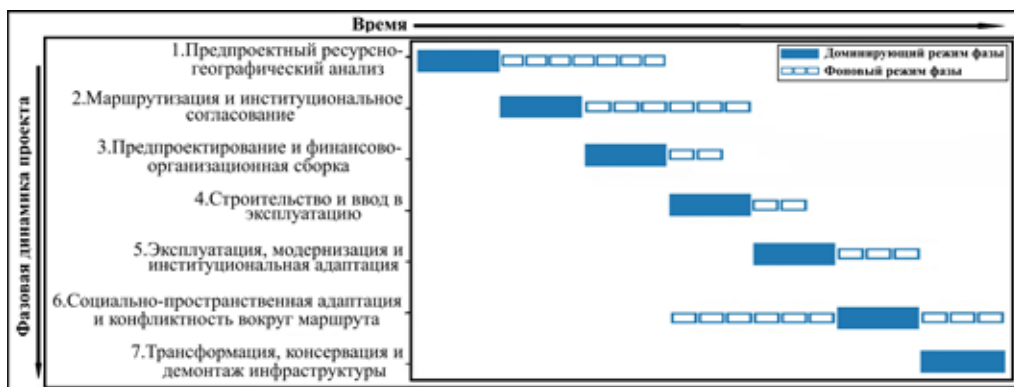 Время
Фазовая динамика проекта
1.Предпроектный ресурсно-
географический анализ
2.Маршрутизация и институциональное
согласование
3.Предпроектирование и финансово-
организационная сборка
4.Строительство и ввод в
эксплуатацию
5.Эксплуатация, модернизация и
институциональная адаптация
6.Социально-пространственная адаптация
и конфликтность вокруг маршрута
7.Трансформация, консервация и
демонтаж инфраструктуры
Доминирующий режим фазы
Фоновый режим фазы